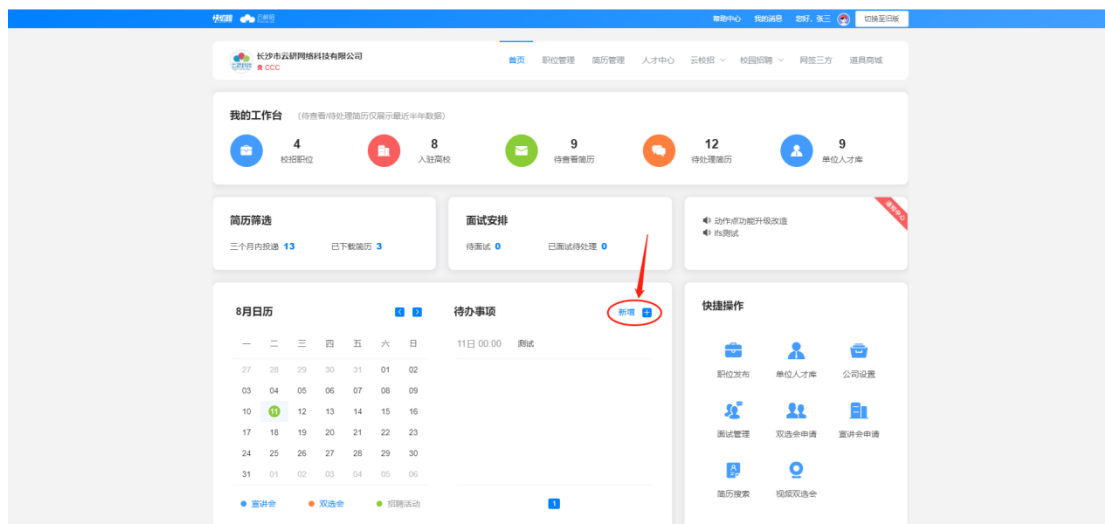 帮助中心 我的消息 您好, 张三 切换至旧版
长沙市云研网络科技有限公司
CCC
首页 职位管理 简历管理 人才中心 云校招 校园招聘 网签三方 道具商城
我的工作台 (待查看/待处理简历仅展示最近半年数据)
4 8 9 12 9
校招职位 入驻高校 待查看简历 待处理简历 单位人才库
简历筛选 面试安排
动作点功能升级改造
ifs测试
通知中心
三个月内投递 13 已下载简历 3 待面试 0 已面试待处理 0
8月日历 待办事项 新增 快捷操作
一 二 三 四 五 六 日 11日 00:00 测试
27 28 29 30 31 01 02
03 04 05 06 07 08 09
10 11 12 13 14 15 16
17 18 19 20 21 22 23
24 25 26 27 28 29 30
31 01 02 03 04 05 06
宣讲会 双选会 招聘活动 1
职位发布 单位人才库 公司设置
面试管理 双选会申请 宣讲会申请
简历搜索 视频双选会